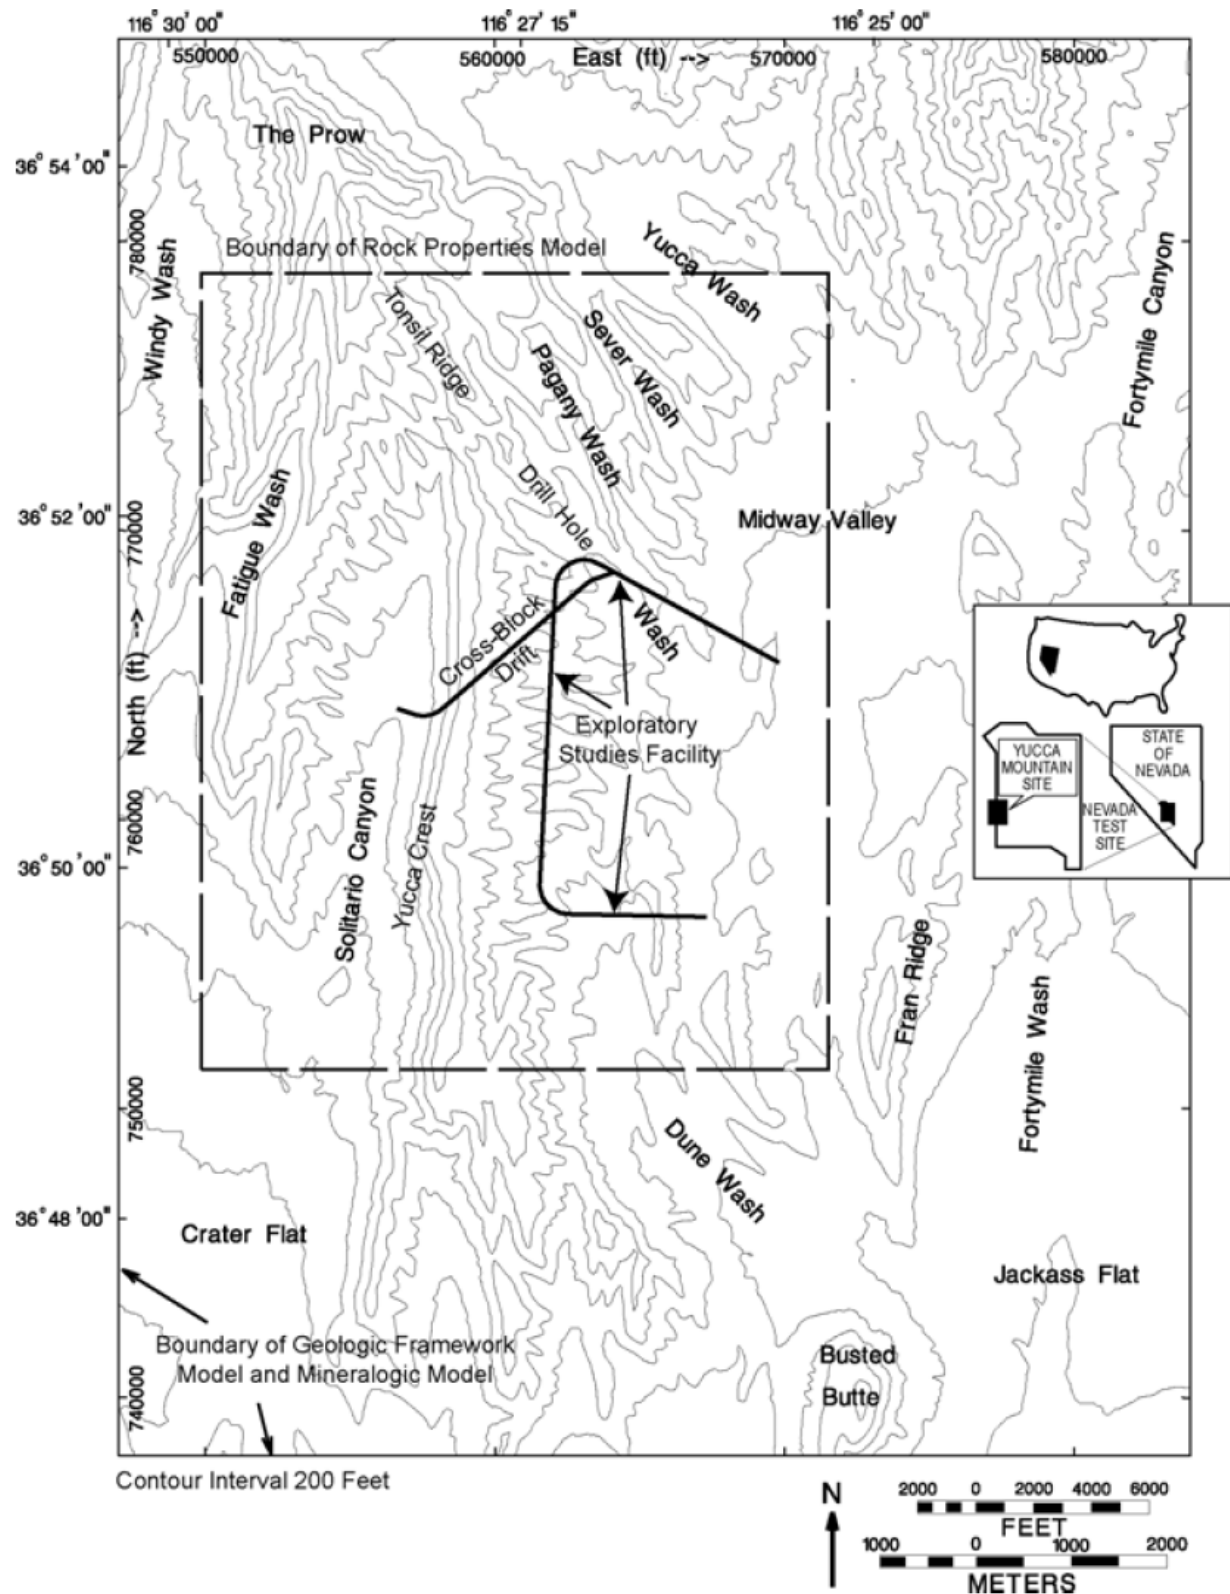 116° 30' 00"
116° 27' 15"
116° 25' 00"
550000
560000
East (ft) -->
570000
580000
The Prow
36° 54' 00"
780000
Boundary of Rock Properties Model
Yucca Wash
Windy Wash
Fortymile Canyon
Tonsil Ridge
Sever Wash
Pagany Wash
Drill Hole
Wash
36° 52' 00"
770000
Midway Valley
Fatigue Wash
North (ft) -->
Cross-Block
Drift
Exploratory
Studies Facility
YUCCA
MOUNTAIN
SITE
STATE
OF
NEVADA
NEVADA
TEST
SITE
760000
36° 50' 00"
Solitario Canyon
Yucca Crest
Fran Ridge
Fortymile Wash
750000
Dune Wash
36° 48' 00"
Crater Flat
Jackass Flat
Boundary of Geologic Framework
Model and Mineralogic Model
Busted
Butte
740000
Contour Interval 200 Feet
N
2000 0 2000 4000 6000
FEET
1000 0 1000 2000
METERS